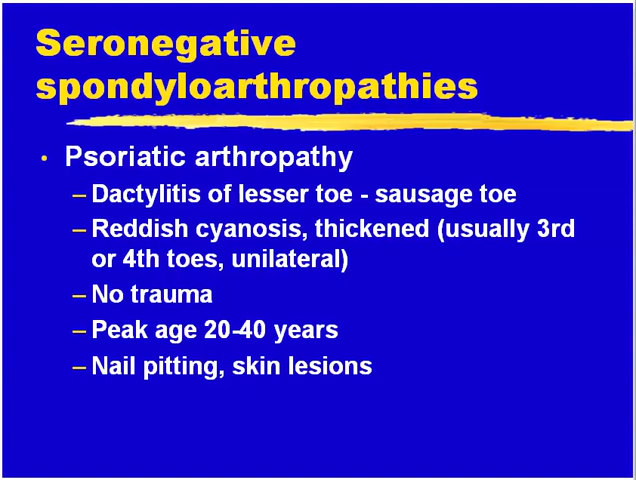 Seronegative
spondyloarthropathies
• Psoriatic arthropathy
– Dactylitis of lesser toe - sausage toe
– Reddish cyanosis, thickened (usually 3rd
or 4th toes, unilateral)
– No trauma
– Peak age 20-40 years
– Nail pitting, skin lesions